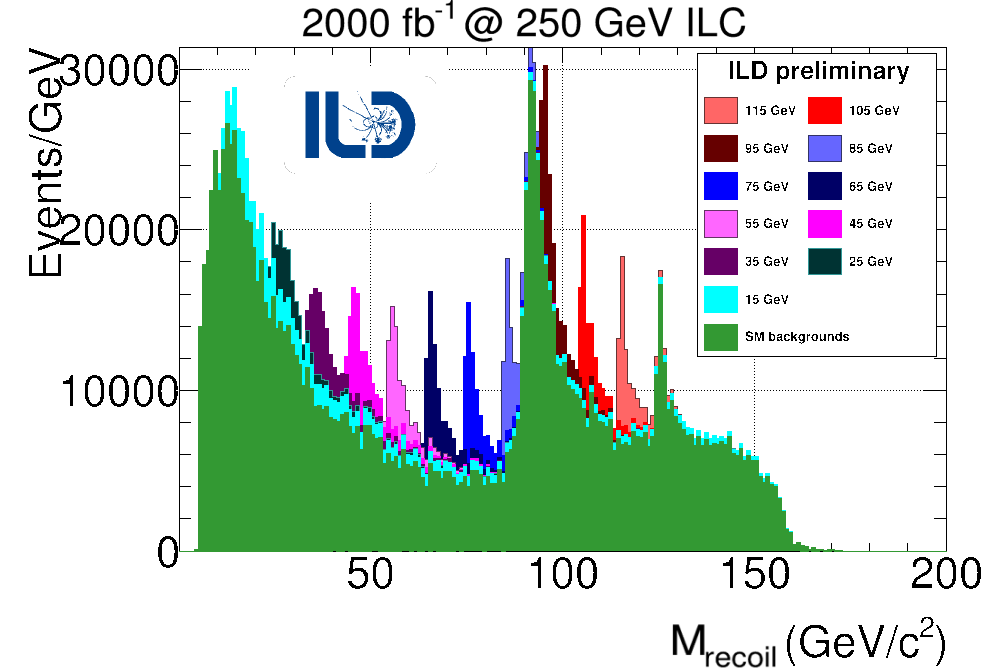 2000 fb-1 @ 250 GeV ILC
Events/GeV
30000
20000
10000
0
ILD
ILD preliminary
115 GeV 105 GeV
95 GeV 85 GeV
75 GeV 65 GeV
55 GeV 45 GeV
35 GeV 25 GeV
15 GeV
SM backgrounds
50 100 150 200
Mrecoil (GeV/c2)